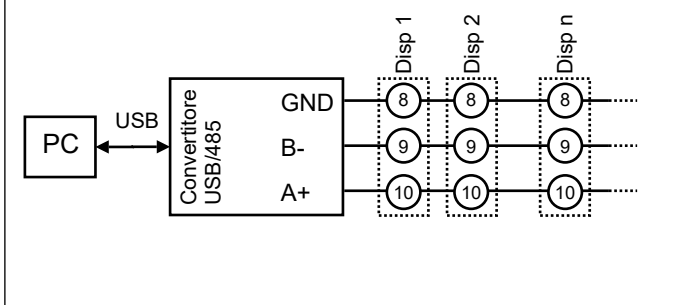 Disp 1
Disp 2
Disp n
PC
USB
Convertitore
USB/485
GND
8
8
8
B-
9
9
9
A+
10
10
10